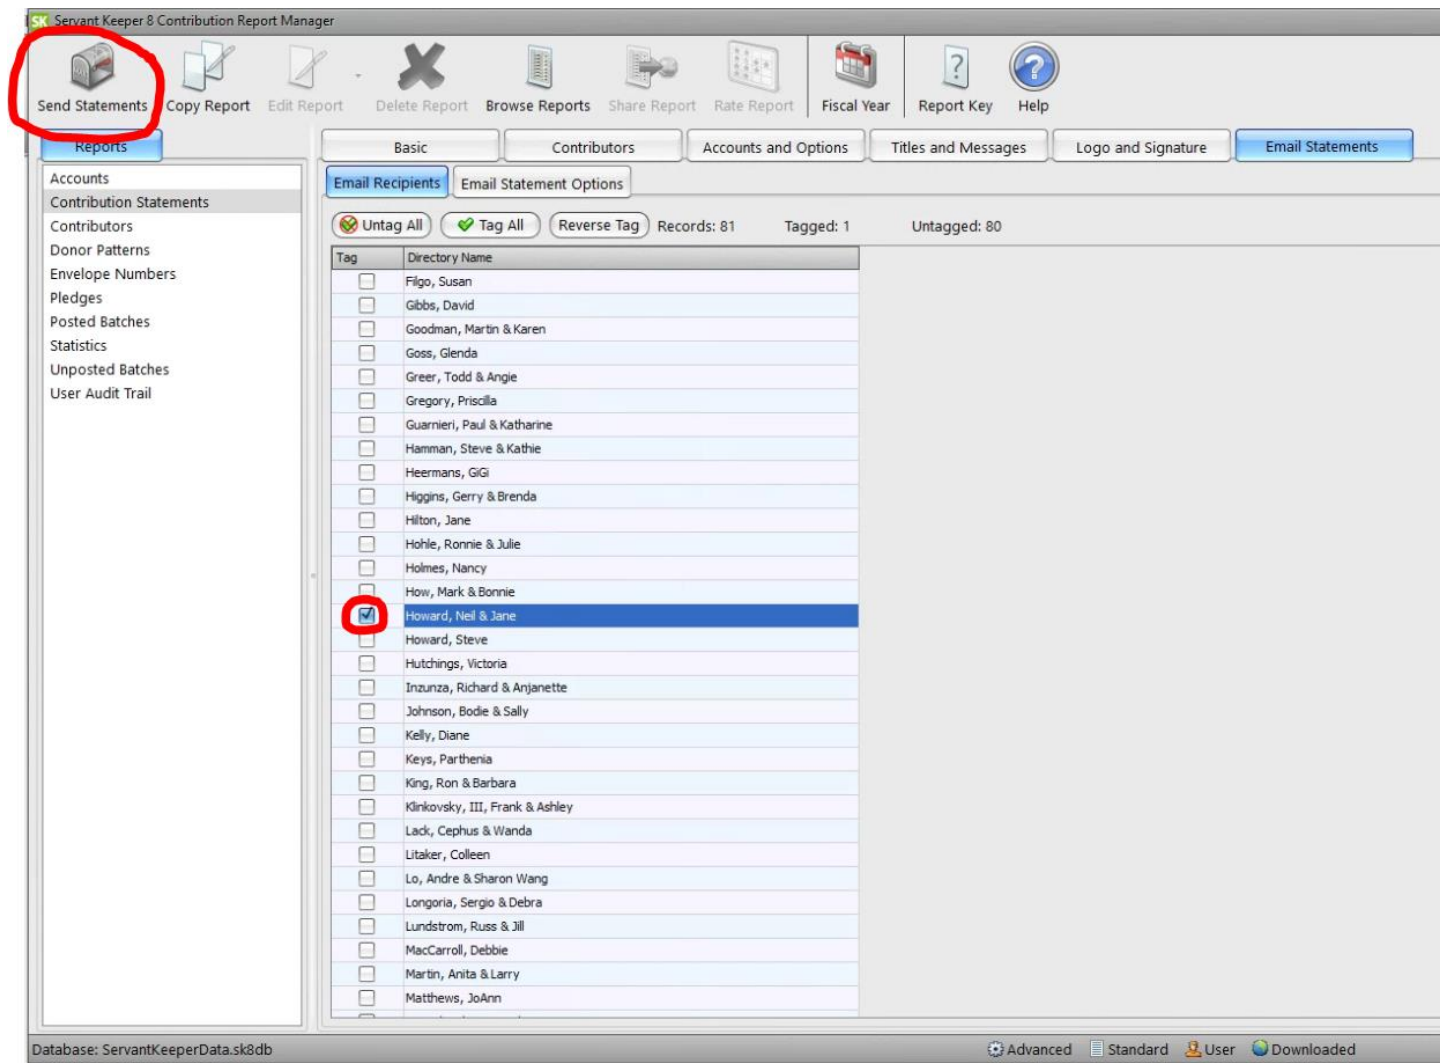 SK Servant Keeper 8 Contribution Report Manager
Send Statements Copy Report Edit Report Delete Report Browse Reports Share Report Rate Report Fiscal Year Report Key Help
Reports
Basic Contributors Accounts and Options Titles and Messages Logo and Signature Email Statements
Accounts
Contribution Statements
Contributors
Donor Patterns
Envelope Numbers
Pledges
Posted Batches
Statistics
Unposted Batches
User Audit Trail
Email Recipients Email Statement Options
Untag All Tag All Reverse Tag Records: 81 Tagged: 1 Untagged: 80
Tag Directory Name
Filgo, Susan
Gibbs, David
Goodman, Martin & Karen
Goss, Glenda
Greer, Todd & Angie
Gregory, Priscilla
Guarnieri, Paul & Katharine
Hamman, Steve & Kathie
Heermans, GiGi
Higgins, Gerry & Brenda
Hilton, Jane
Hohle, Ronnie & Julie
Holmes, Nancy
How, Mark & Bonnie
Howard, Neil & Jane
Howard, Steve
Hutchings, Victoria
Inzunza, Richard & Anjanette
Johnson, Bodie & Sally
Kelly, Diane
Keys, Parthenia
King, Ron & Barbara
Klinkovsky, III, Frank & Ashley
Lack, Cephus & Wanda
Litaker, Colleen
Lo, Andre & Sharon Wang
Longoria, Sergio & Debra
Lundstrom, Russ & Jill
MacCarroll, Debbie
Martin, Anita & Larry
Matthews, JoAnn
Database: ServantKeeperData.sk8db Advanced Standard User Downloaded